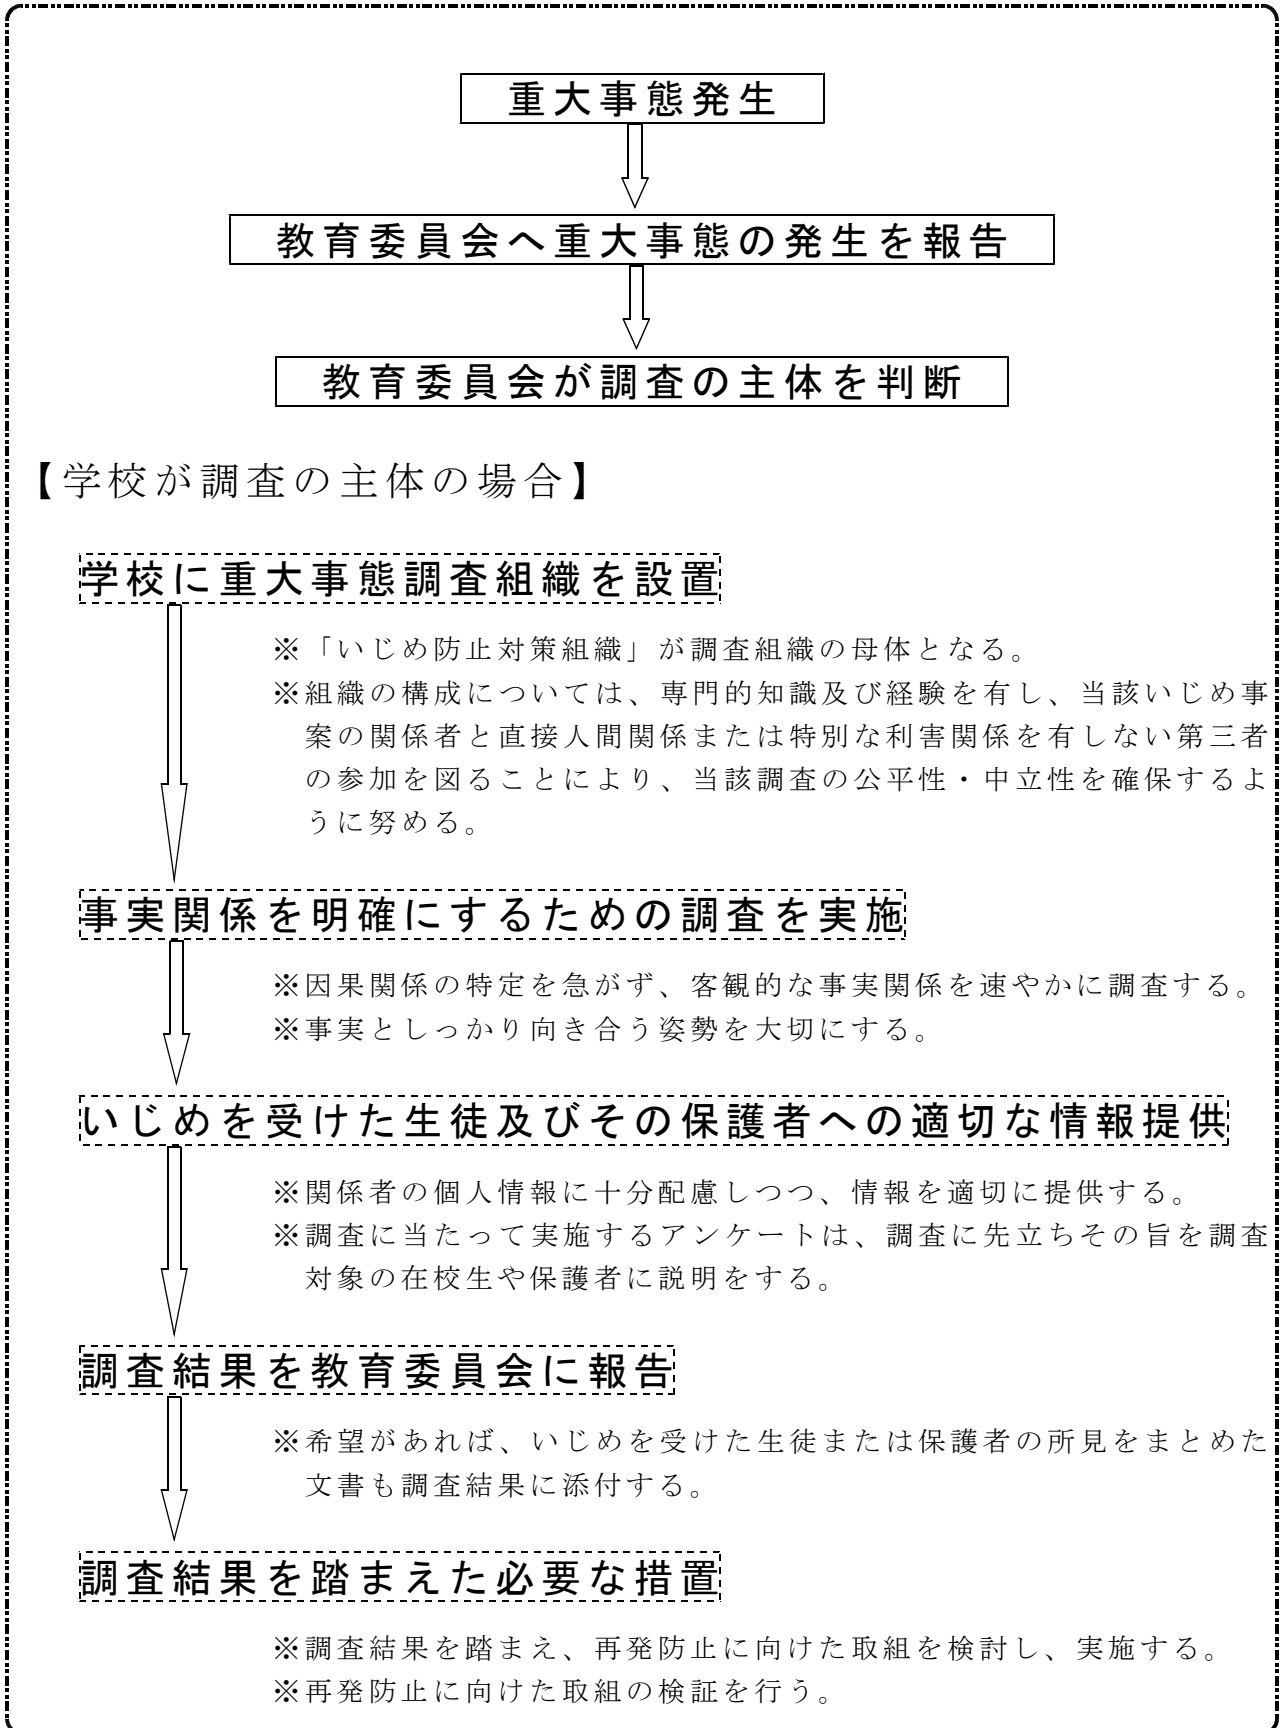 重大事態発生
教育委員会へ重大事態の発生を報告
教育委員会が調査の主体を判断
【学校が調査の主体の場合】
学校に重大事態調査組織を設置
※「いじめ防止対策組織」が調査組織の母体となる。
※組織の構成については、専門的知識及び経験を有し、当該いじめ事
案の関係者と直接人間関係または特別な利害関係を有しない第三者
の参加を図ることにより、当該調査の公平性・中立性を確保するよ
うに努める。
事実関係を明確にするための調査を実施
※因果関係の特定を急がず、客観的な事実関係を速やかに調査する。
※事実としっかり向き合う姿勢を大切にする。
いじめを受けた生徒及びその保護者への適切な情報提供
※関係者の個人情報に十分配慮しつつ、情報を適切に提供する。
※調査に当たって実施するアンケートは、調査に先立ちその旨を調査
対象の在校生や保護者に説明をする。
調査結果を教育委員会に報告
※希望があれば、いじめを受けた生徒または保護者の所見をまとめた
文書も調査結果に添付する。
調査結果を踏まえた必要な措置
※調査結果を踏まえ、再発防止に向けた取組を検討し、実施する。
※再発防止に向けた取組の検証を行う。